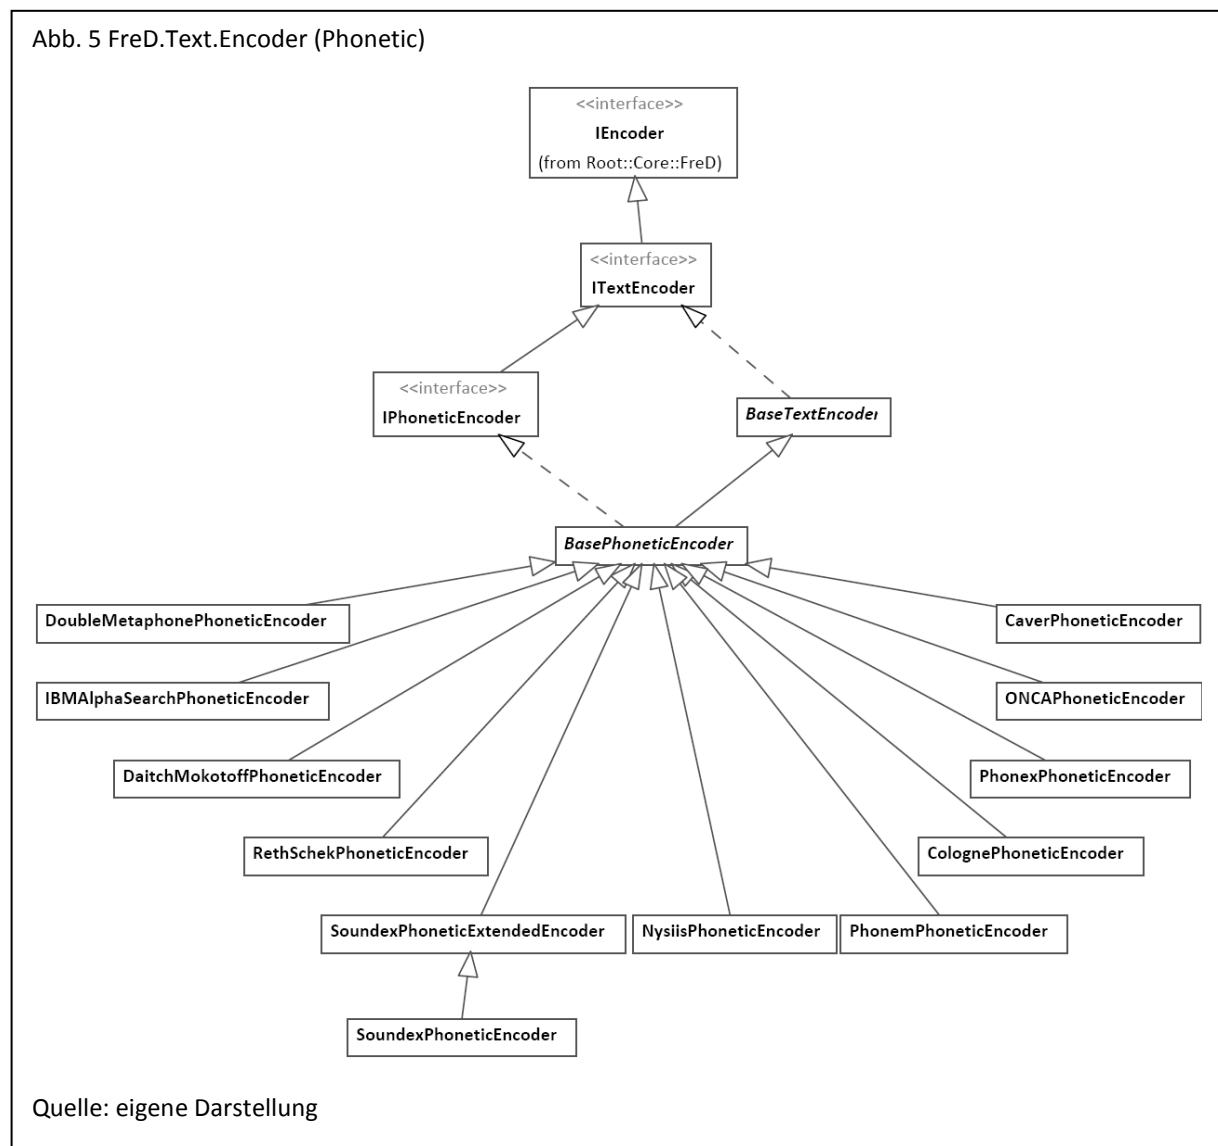 Abb. 5 FreD.Text.Encoder (Phonetic)
<<interface>>
IEncoder
(from Root::Core::FreD)
<<interface>>
ITextEncoder
<<interface>>
IPhoneticEncoder
BaseTextEncoder
BasePhoneticEncoder
DoubleMetaphonePhoneticEncoder
CaverPhoneticEncoder
IBMAlphaSearchPhoneticEncoder
ONCAPhoneticEncoder
DaitchMokotoffPhoneticEncoder
PhonexPhoneticEncoder
RethSchekPhoneticEncoder
ColognePhoneticEncoder
SoundexPhoneticExtendedEncoder
NysiisPhoneticEncoder
PhonemPhoneticEncoder
SoundexPhoneticEncoder
Quelle: eigene Darstellung